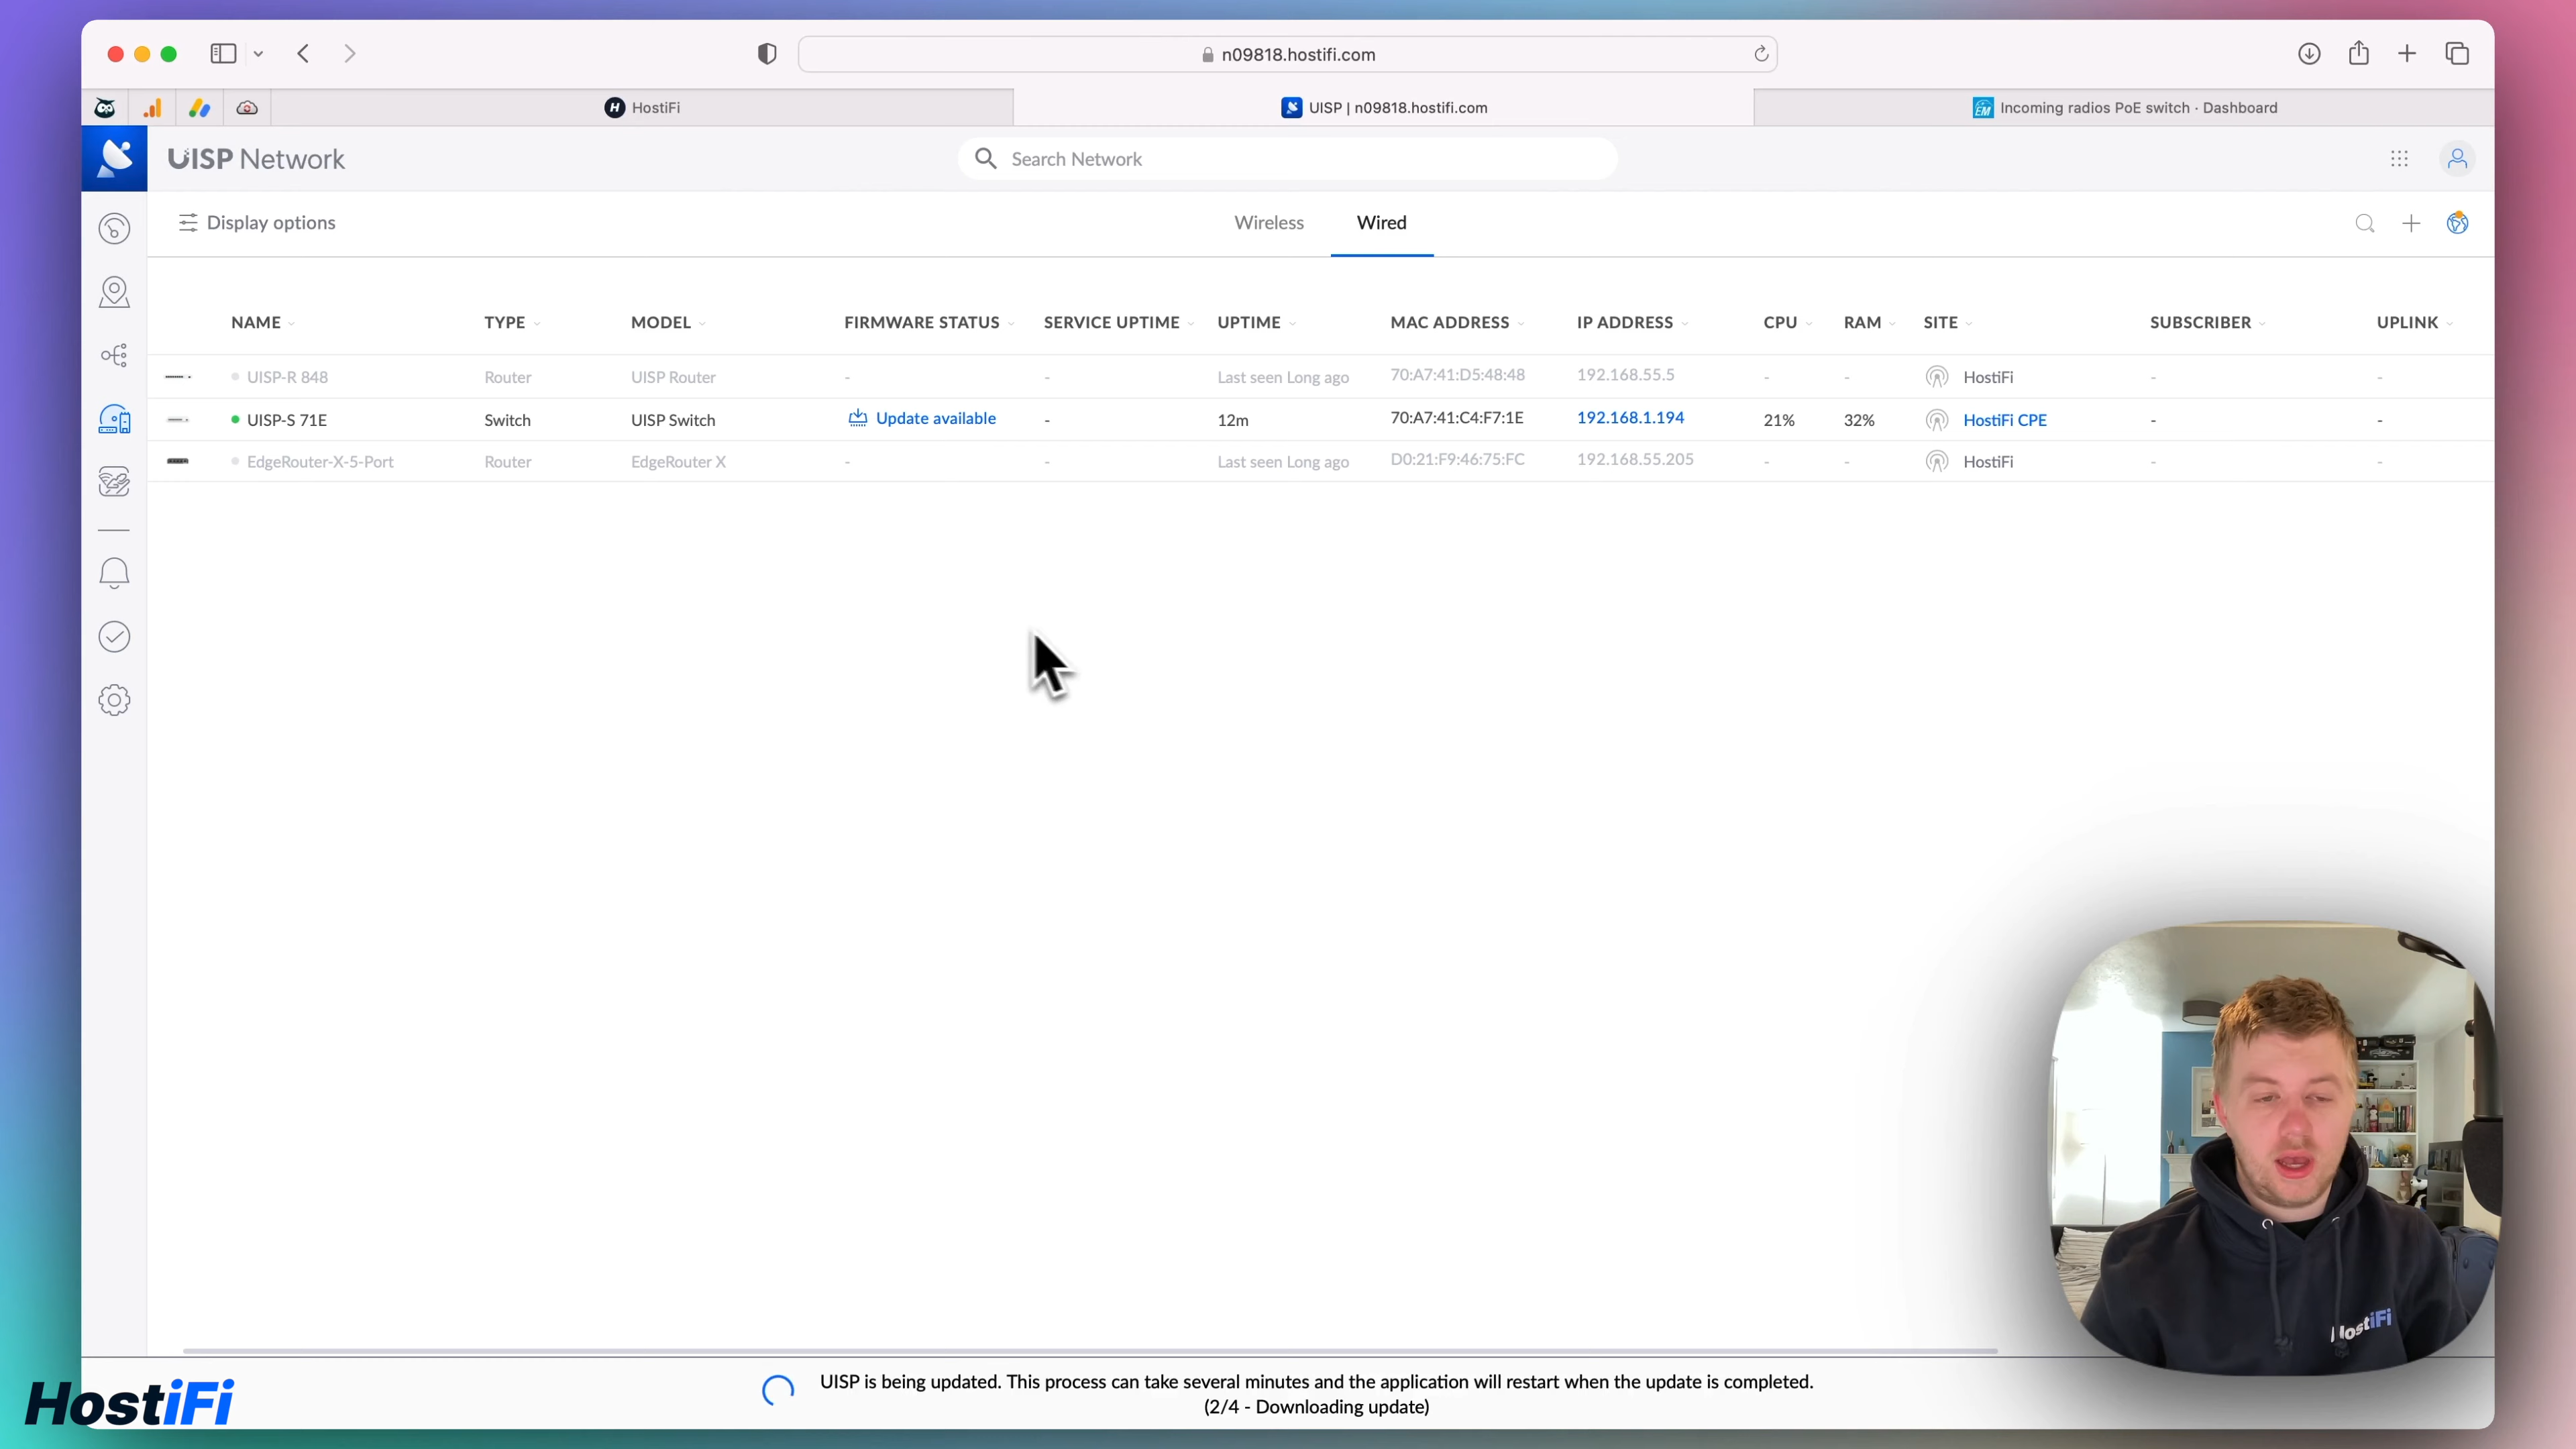 n09818.hostifi.com
HostiFi
UISP | n09818.hostifi.com
Incoming radios PoE switch · Dashboard
UISP Network
Search Network
Display options
Wireless
Wired
NAME TYPE MODEL FIRMWARE STATUS SERVICE UPTIME UPTIME MAC ADDRESS IP ADDRESS CPU RAM SITE SUBSCRIBER UPLINK
UISP-R 848 Router UISP Router - - Last seen Long ago 70:A7:41:D5:48:48 192.168.55.5 - - HostiFi - -
UISP-S 71E Switch UISP Switch Update available - 12m 70:A7:41:C4:F7:1E 192.168.1.194 21% 32% HostiFi CPE - -
EdgeRouter-X-5-Port Router EdgeRouter X - - Last seen Long ago D0:21:F9:46:75:FC 192.168.55.205 - - HostiFi - -
HostiFi
UISP is being updated. This process can take several minutes and the application will restart when the update is completed.
(2/4 - Downloading update)
HostiFi